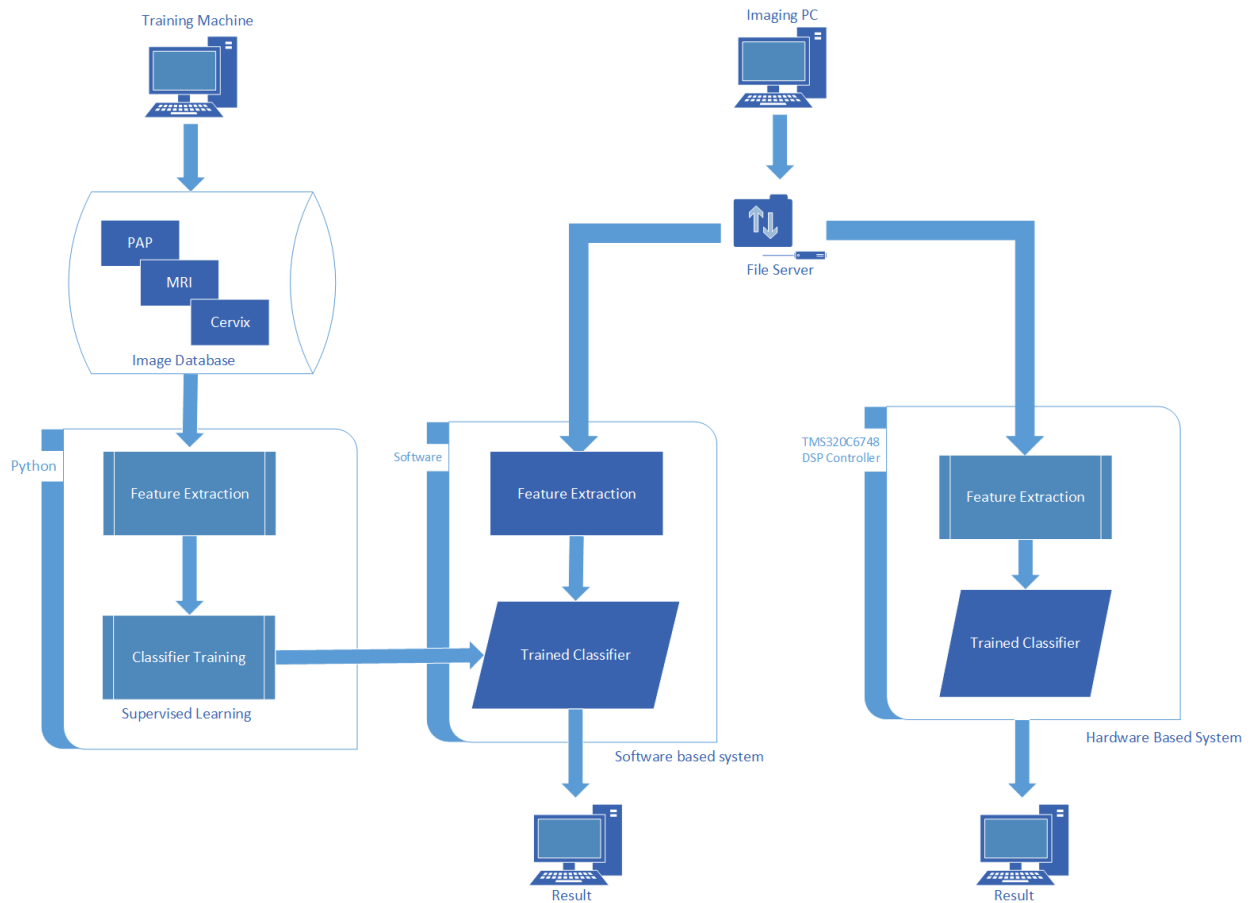 Training Machine
Imaging PC
PAP
MRI
Cervix
Image Database
File Server
Python
Feature Extraction
Classifier Training
Supervised Learning
Software
Feature Extraction
Trained Classifier
Software based system
TMS320C6748
DSP Controller
Feature Extraction
Trained Classifier
Hardware Based System
Result
Result